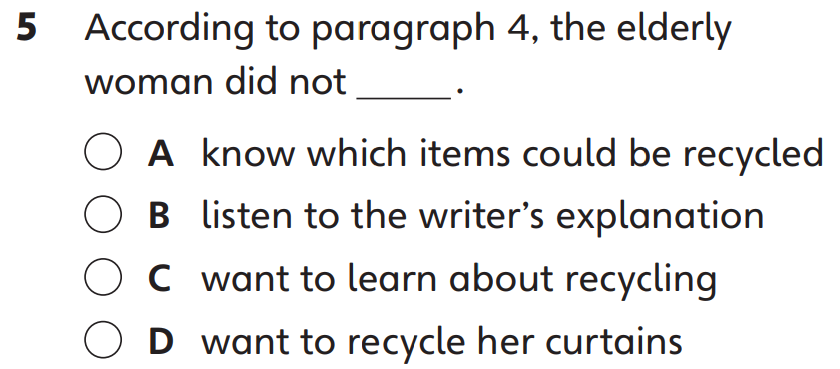 5 According to paragraph 4, the elderly
woman did not _____.
A know which items could be recycled
B listen to the writer’s explanation
C want to learn about recycling
D want to recycle her curtains